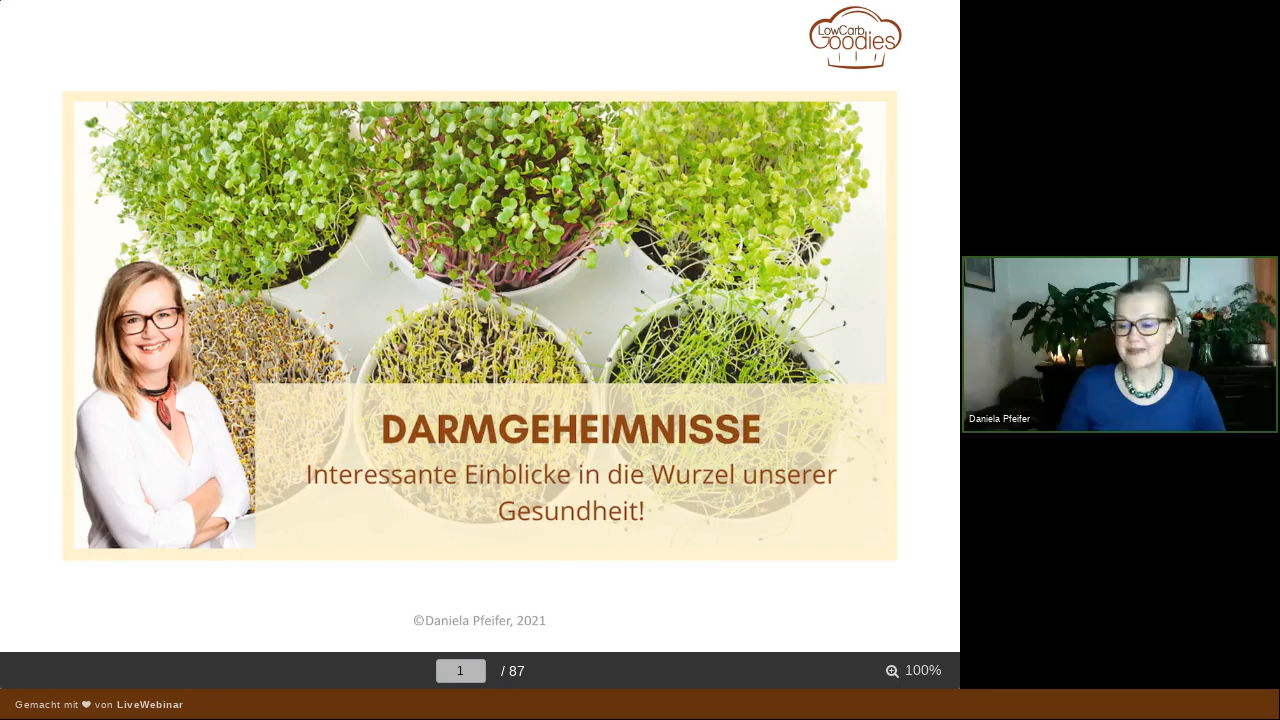 LowCarb
Goodies
DARMGEHEIMNISSE
Interessante Einblicke in die Wurzel unserer
Gesundheit!
Daniela Pfeifer
©Daniela Pfeifer, 2021
1 / 87
100%
Gemacht mit ❤ von LiveWebinar